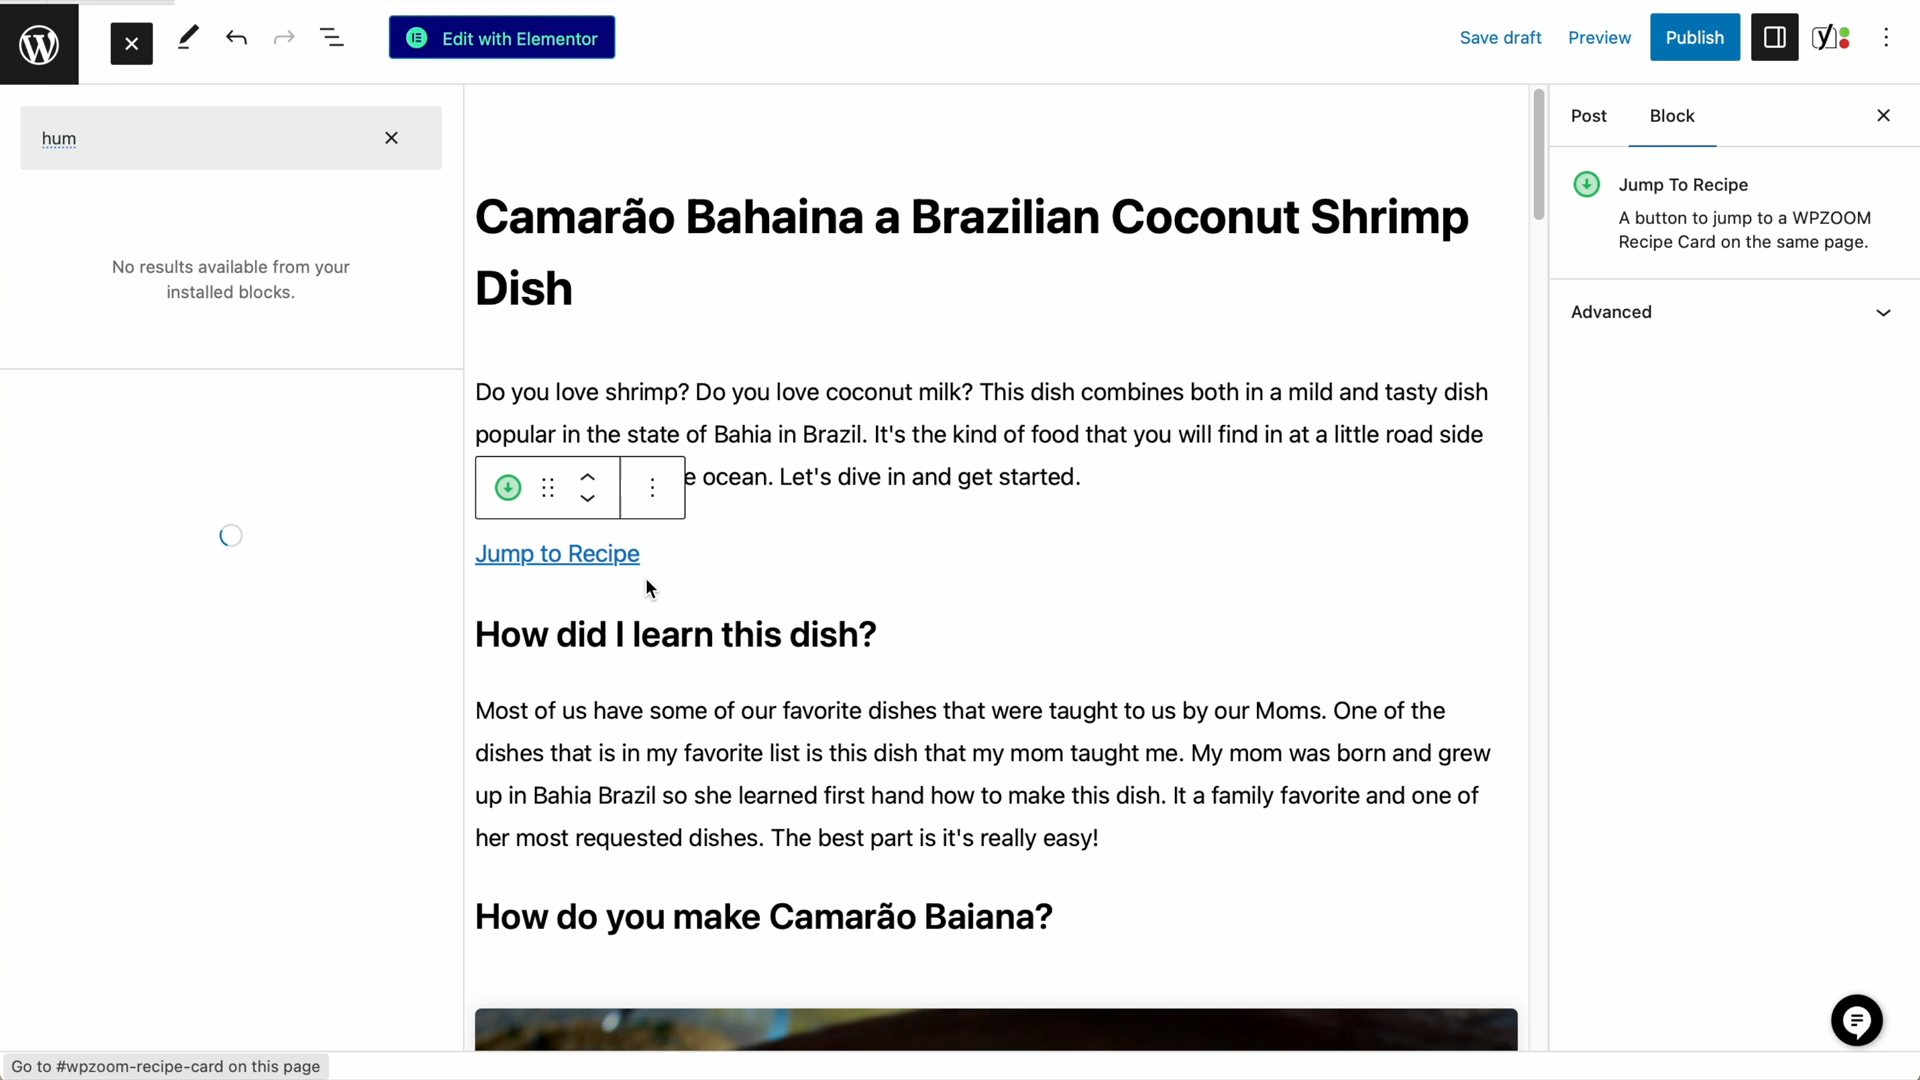 Edit with Elementor
Save draft
Preview
Publish
hum
No results available from your
installed blocks.
Camarão Bahaina a Brazilian Coconut Shrimp
Dish
Do you love shrimp? Do you love coconut milk? This dish combines both in a mild and tasty dish
popular in the state of Bahia in Brazil. It's the kind of food that you will find in at a little road side
e ocean. Let's dive in and get started.
Jump to Recipe
How did I learn this dish?
Most of us have some of our favorite dishes that were taught to us by our Moms. One of the
dishes that is in my favorite list is this dish that my mom taught me. My mom was born and grew
up in Bahia Brazil so she learned first hand how to make this dish. It a family favorite and one of
her most requested dishes. The best part is it's really easy!
How do you make Camarão Baiana?
Post
Block
Jump To Recipe
A button to jump to a WPZOOM
Recipe Card on the same page.
Advanced
Go to #wpzoom-recipe-card on this page